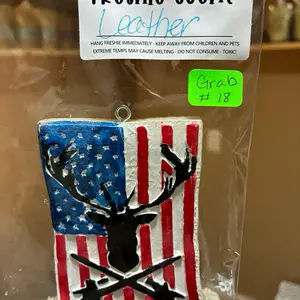 Leather
HANG FRESHIE IMMEDIATELY - KEEP AWAY FROM CHILDREN AND PETS
EXTREME TEMPS MAY CAUSE MELTING - DO NOT CONSUME - TOXIC!
Grab
# 18